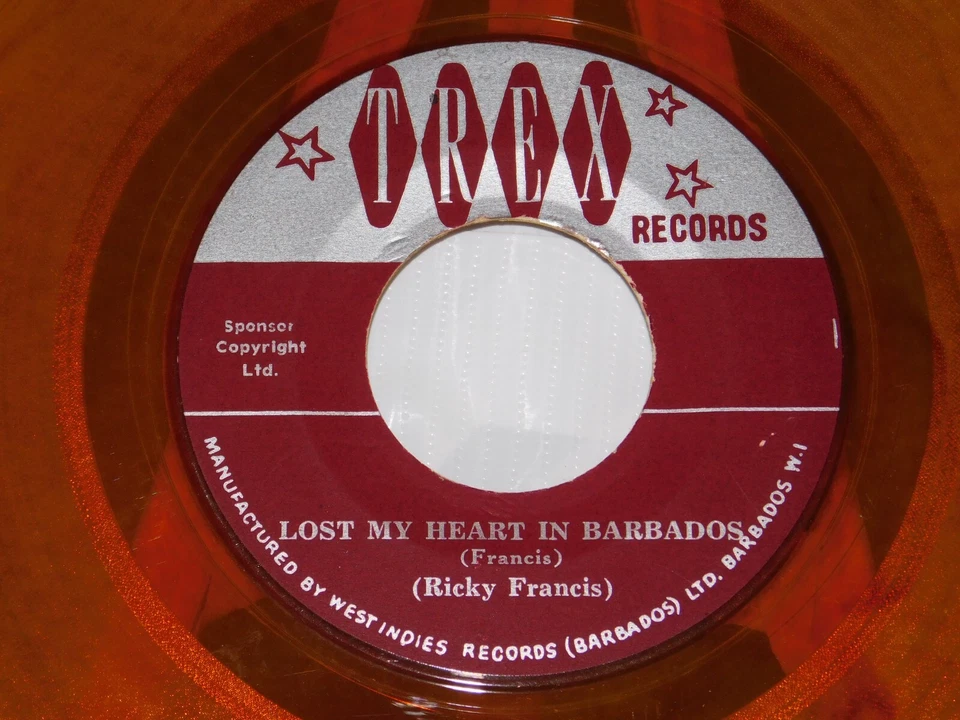 TREX
RECORDS
Sponsor
Copyright
Ltd.
LOST MY HEART IN BARBADOS
(Francis)
(Ricky Francis)
MANUFACTURED BY WEST INDIES RECORDS (BARBADOS) LTD. BARBADOS W.I